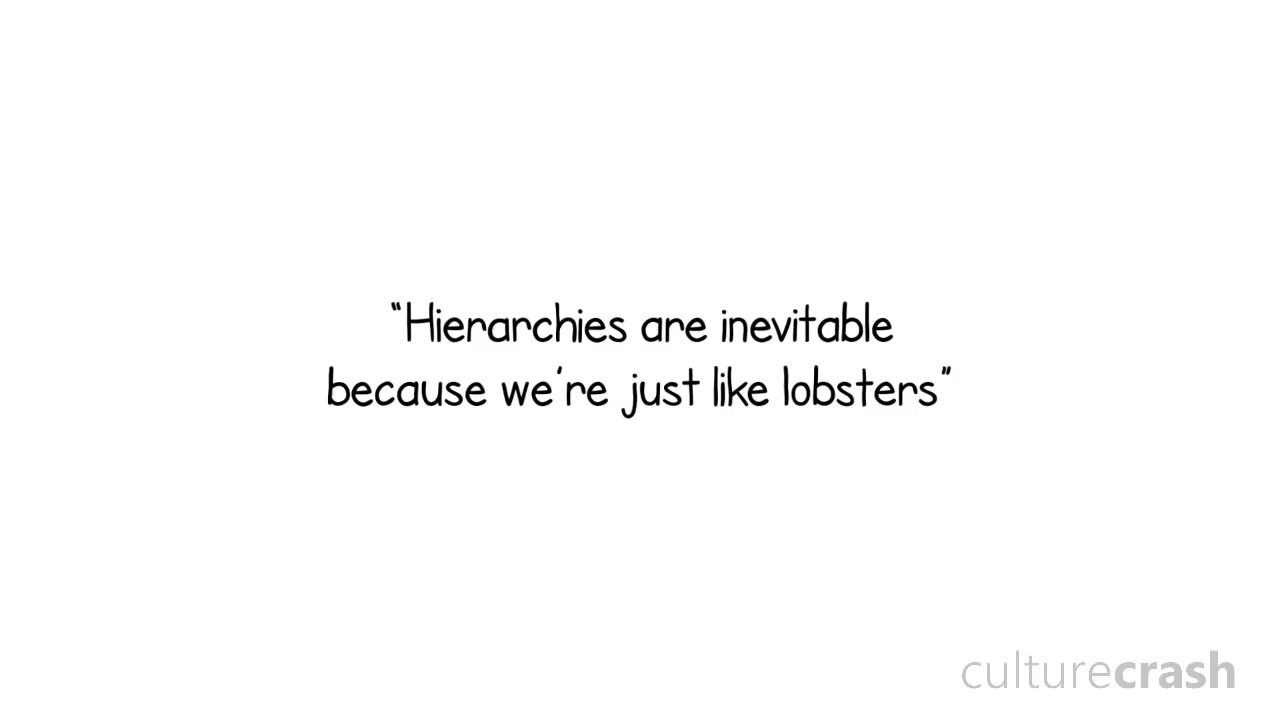 “Hierarchies are inevitable
because we’re just like lobsters”
culturecrash